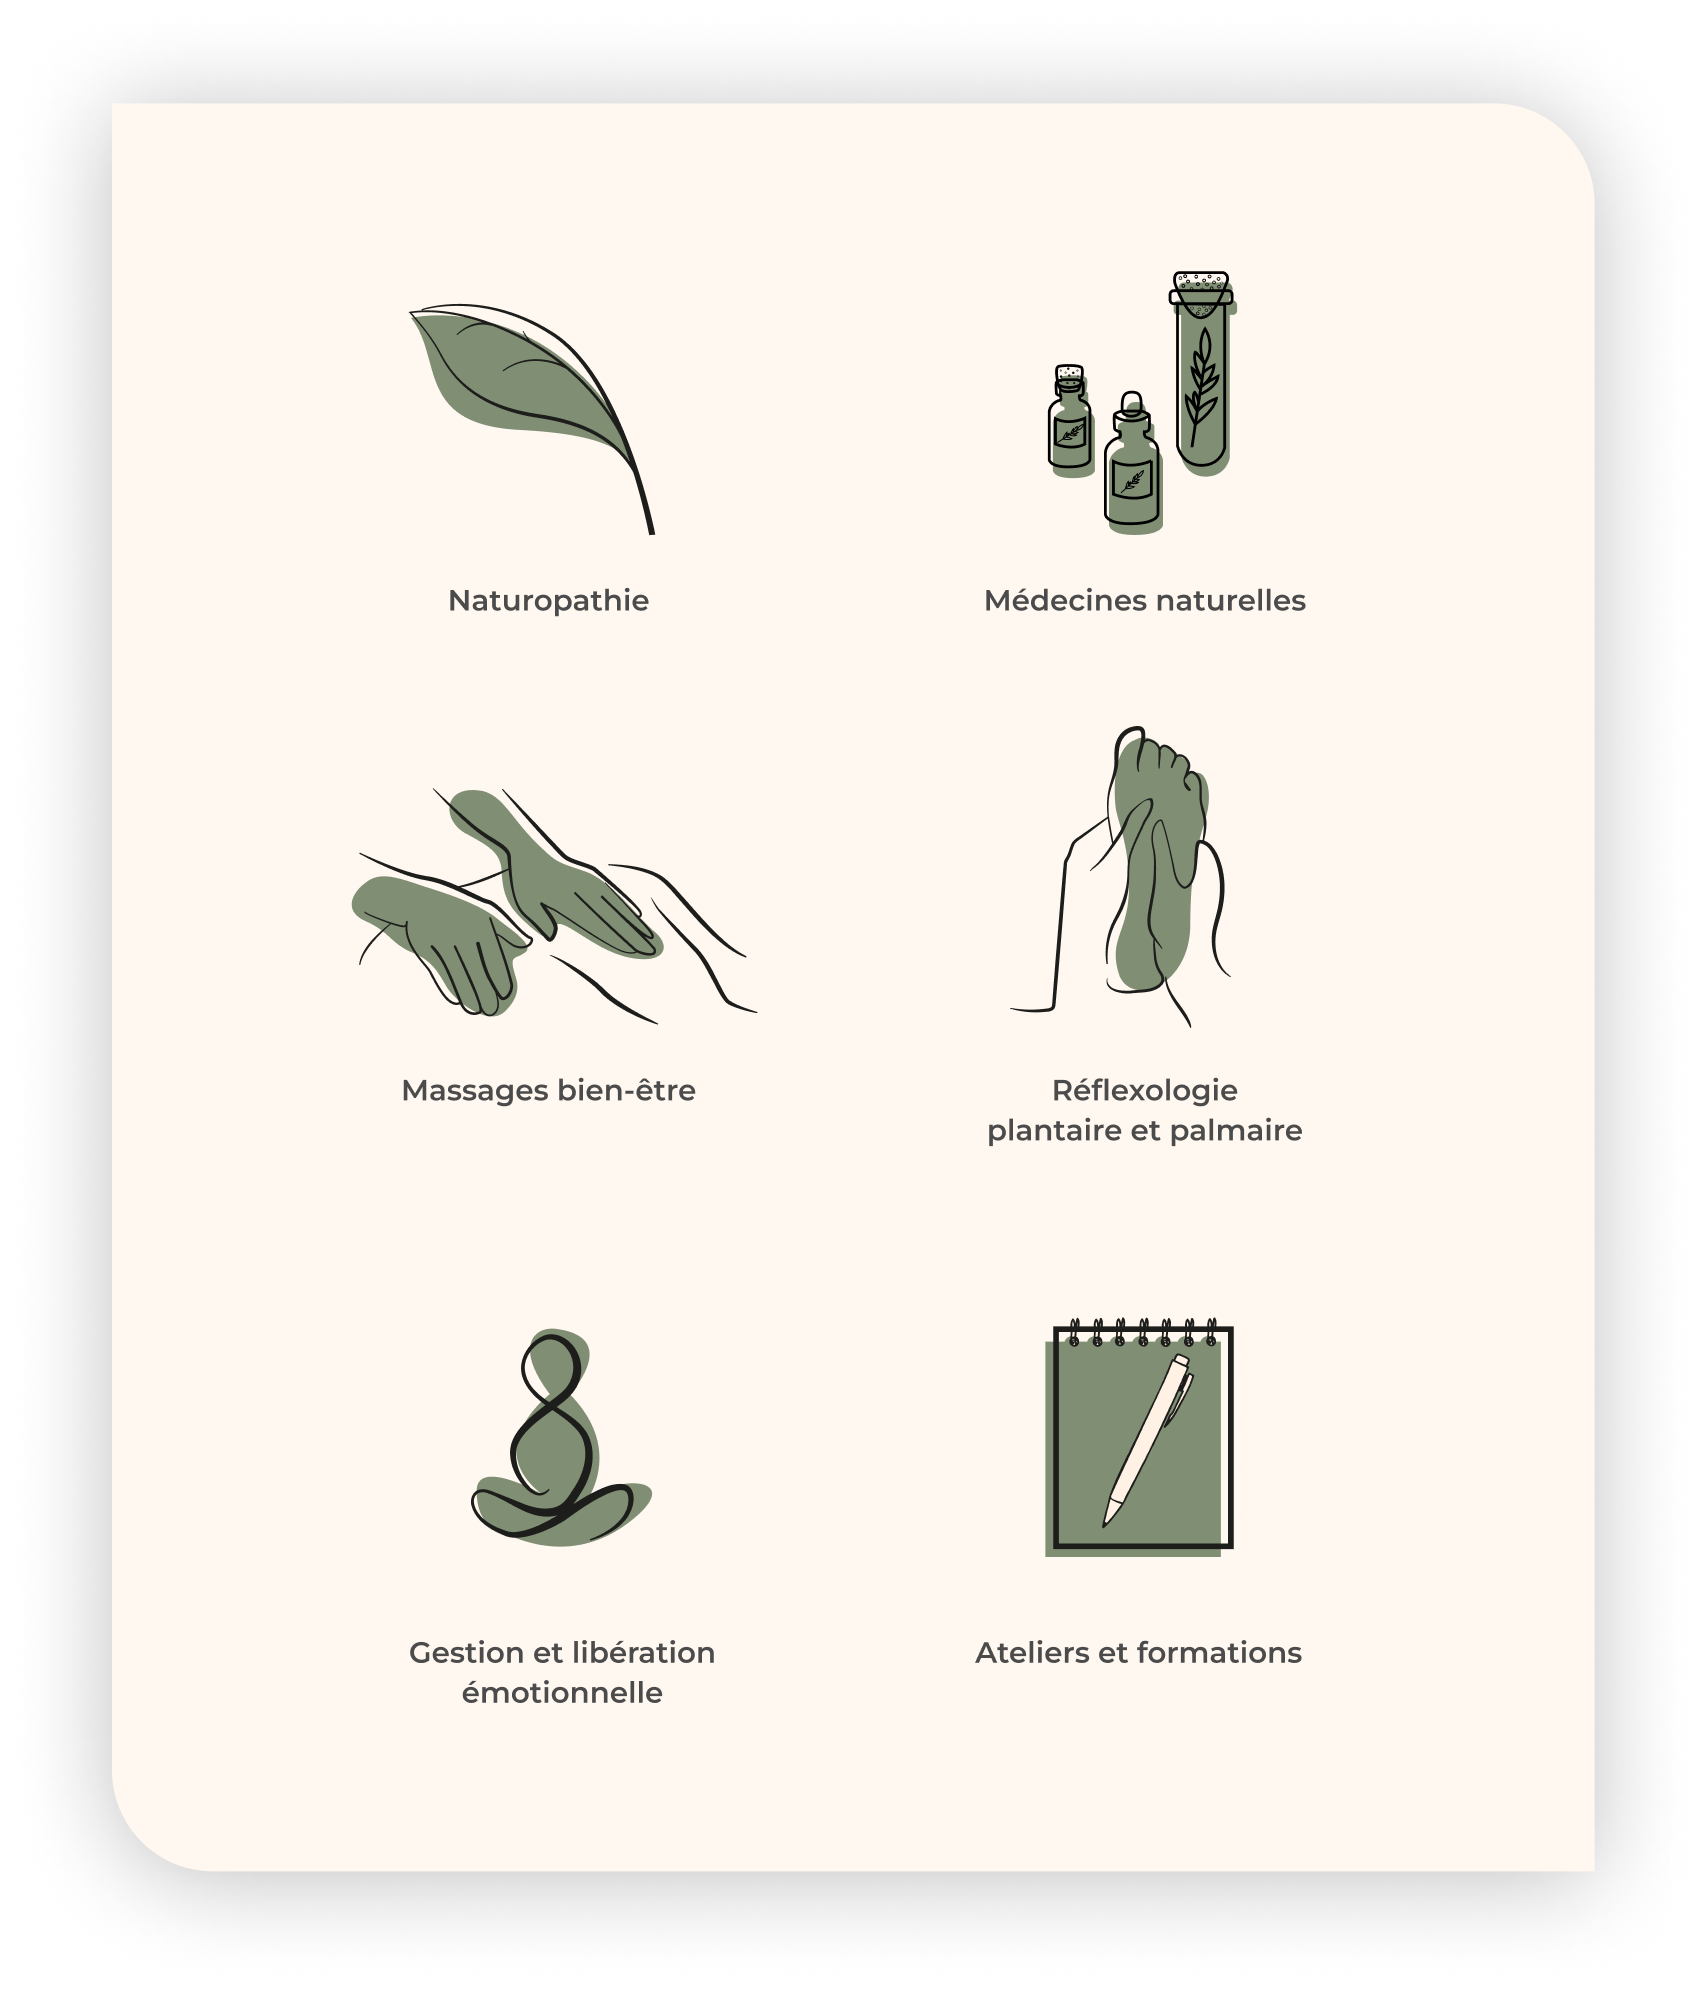 Naturopathie
Médecines naturelles
Massages bien-être
Réflexologie
plantaire et palmaire
Gestion et libération
émotionnelle
Ateliers et formations